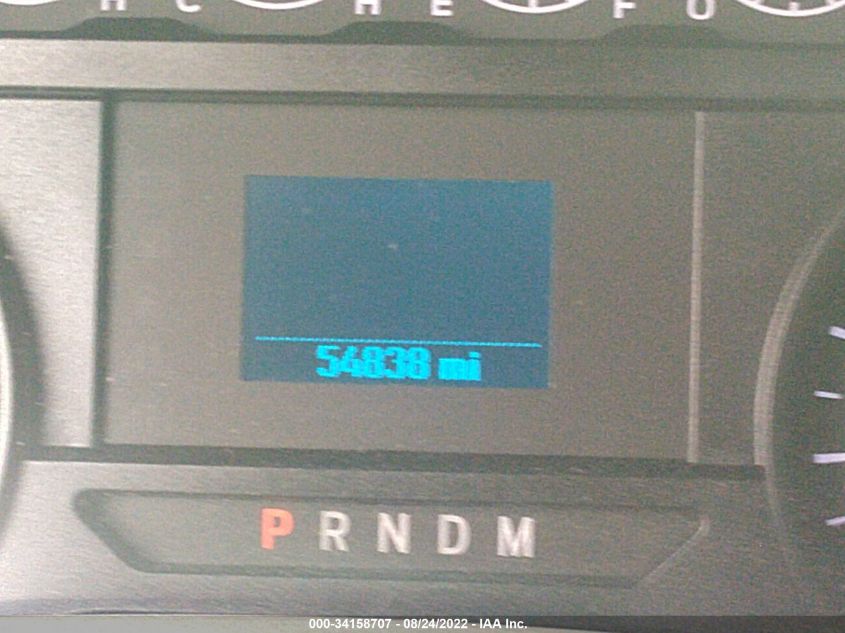 H C H E F O
54838 mi
P R N D M
000-34158707 - 08/24/2022 - IAA Inc.